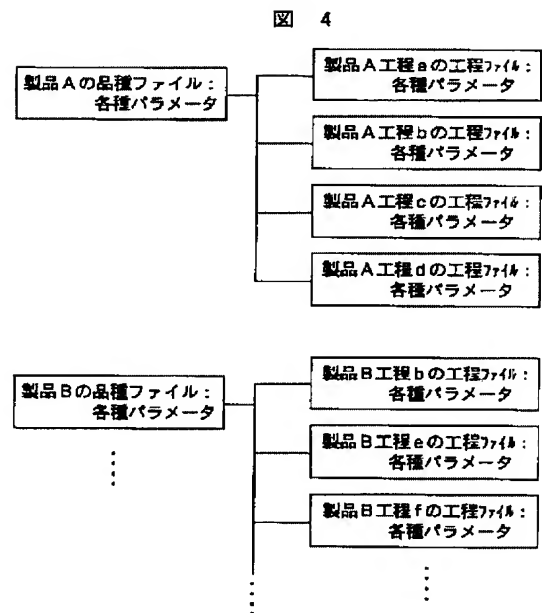 図 4
製品Aの品種ファイル：
各種パラメータ
製品A工程aの工程ﾌｧｲﾙ：
各種パラメータ
製品A工程bの工程ﾌｧｲﾙ：
各種パラメータ
製品A工程cの工程ﾌｧｲﾙ：
各種パラメータ
製品A工程dの工程ﾌｧｲﾙ：
各種パラメータ
製品Bの品種ファイル：
各種パラメータ
製品B工程bの工程ﾌｧｲﾙ：
各種パラメータ
製品B工程eの工程ﾌｧｲﾙ：
各種パラメータ
製品B工程fの工程ﾌｧｲﾙ：
各種パラメータ